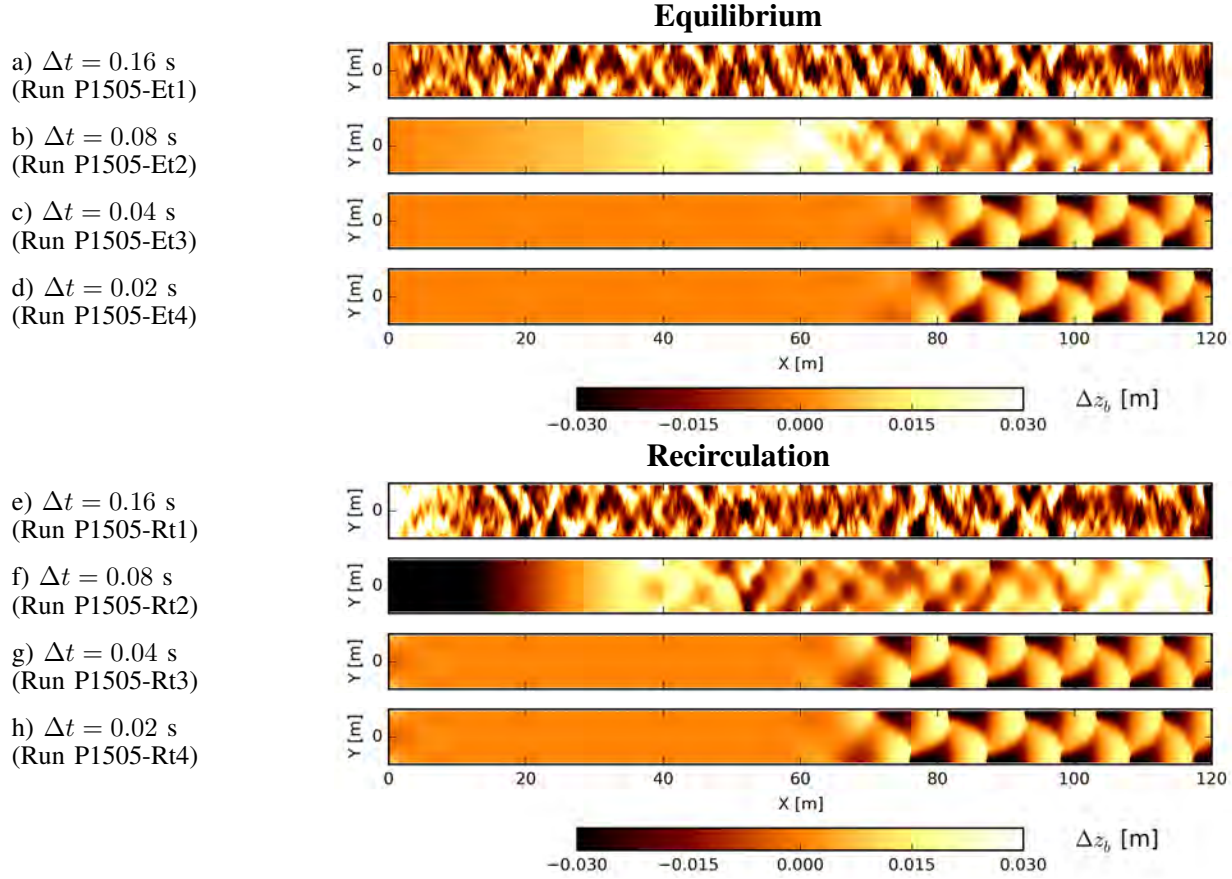 Equilibrium
a) Δt = 0.16 s
(Run P1505-Et1)
Y [m]
0
b) Δt = 0.08 s
(Run P1505-Et2)
Y [m]
0
c) Δt = 0.04 s
(Run P1505-Et3)
Y [m]
0
d) Δt = 0.02 s
(Run P1505-Et4)
Y [m]
0
0 20 40 60 80 100 120
X [m]
−0.030 −0.015 0.000 0.015 0.030
Δz_b [m]
Recirculation
e) Δt = 0.16 s
(Run P1505-Rt1)
Y [m]
0
f) Δt = 0.08 s
(Run P1505-Rt2)
Y [m]
0
g) Δt = 0.04 s
(Run P1505-Rt3)
Y [m]
0
h) Δt = 0.02 s
(Run P1505-Rt4)
Y [m]
0
0 20 40 60 80 100 120
X [m]
−0.030 −0.015 0.000 0.015 0.030
Δz_b [m]